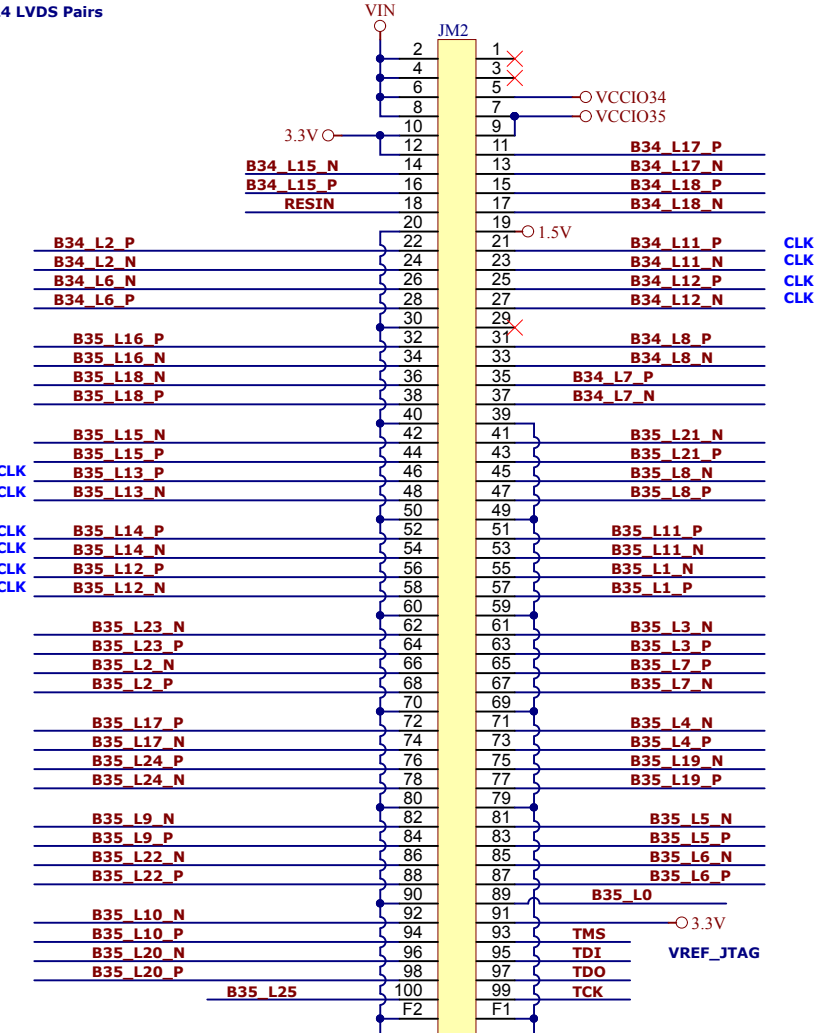 4 LVDS Pairs
VIN
JM2
2 1
4 3
6 5 VCCIO34
8 7 VCCIO35
3.3V 10 9
12 11 B34_L17_P
B34_L15_N 14 13 B34_L17_N
B34_L15_P 16 15 B34_L18_P
RESIN 18 17 B34_L18_N
20 19 1.5V
B34_L2_P 22 21 B34_L11_P CLK
B34_L2_N 24 23 B34_L11_N CLK
B34_L6_N 26 25 B34_L12_P CLK
B34_L6_P 28 27 B34_L12_N CLK
30 29
B35_L16_P 32 31 B34_L8_P
B35_L16_N 34 33 B34_L8_N
B35_L18_N 36 35 B34_L7_P
B35_L18_P 38 37 B34_L7_N
40 39
B35_L15_N 42 41 B35_L21_N
B35_L15_P 44 43 B35_L21_P
CLK B35_L13_P 46 45 B35_L8_N
CLK B35_L13_N 48 47 B35_L8_P
50 49
CLK B35_L14_P 52 51 B35_L11_P
CLK B35_L14_N 54 53 B35_L11_N
CLK B35_L12_P 56 55 B35_L1_N
CLK B35_L12_N 58 57 B35_L1_P
60 59
B35_L23_N 62 61 B35_L3_N
B35_L23_P 64 63 B35_L3_P
B35_L2_N 66 65 B35_L7_P
B35_L2_P 68 67 B35_L7_N
70 69
B35_L17_P 72 71 B35_L4_N
B35_L17_N 74 73 B35_L4_P
B35_L24_P 76 75 B35_L19_N
B35_L24_N 78 77 B35_L19_P
80 79
B35_L9_N 82 81 B35_L5_N
B35_L9_P 84 83 B35_L5_P
B35_L22_N 86 85 B35_L6_N
B35_L22_P 88 87 B35_L6_P
90 89 B35_L0
B35_L10_N 92 91 3.3V
B35_L10_P 94 93 TMS
B35_L20_N 96 95 TDI VREF_JTAG
B35_L20_P 98 97 TDO
B35_L25 100 99 TCK
F2 F1